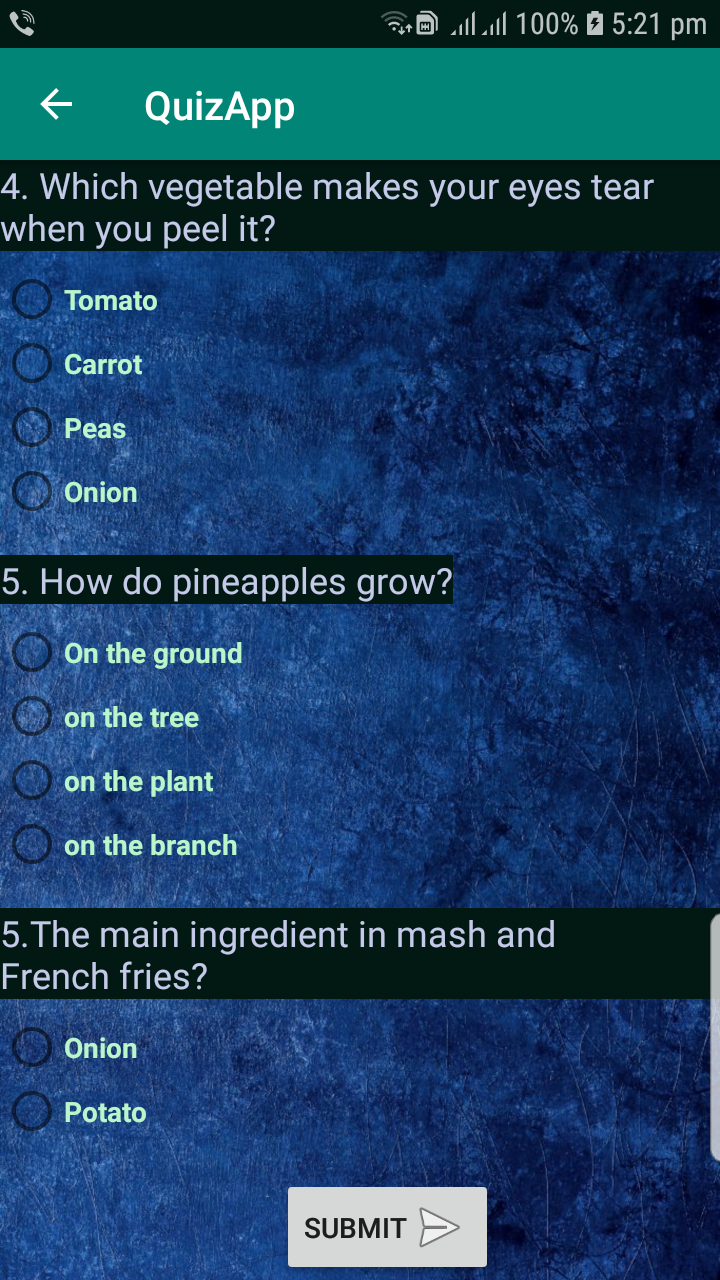 100% 5:21 pm
QuizApp
4. Which vegetable makes your eyes tear
when you peel it?
Tomato
Carrot
Peas
Onion
5. How do pineapples grow?
On the ground
on the tree
on the plant
on the branch
5.The main ingredient in mash and
French fries?
Onion
Potato
SUBMIT